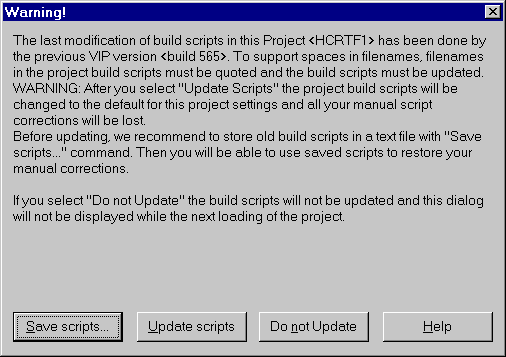 Warning!
The last modification of build scripts in this Project <HCRTF1> has been done by
the previous VIP version <build 565>. To support spaces in filenames, filenames
in the project build scripts must be quoted and the build scripts must be updated.
WARNING: After you select "Update Scripts" the project build scripts will be
changed to the default for this project settings and all your manual script
corrections will be lost.
Before updating, we recommend to store old build scripts in a text file with "Save
scripts..." command. Then you will be able to use saved scripts to restore your
manual corrections.
If you select "Do not Update" the build scripts will not be updated and this dialog
will not be displayed while the next loading of the project.
Save scripts... Update scripts Do not Update Help